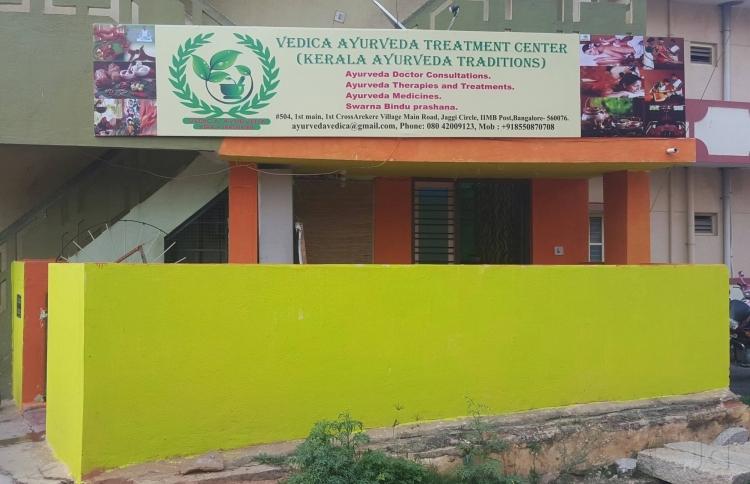 VEDICA AYURVEDA TREATMENT CENTER
(KERALA AYURVEDA TRADITIONS)
Ayurveda Doctor Consultations.
Ayurveda Therapies and Treatments.
Ayurveda Medicines.
Swarna Bindu prashana.
#504, 1st main, 1st CrossArekere Village Main Road, Jaggi Circle, IIMB Post,Bangalore- 560076.
ayurvedavedica@gmail.com, Phone: 080 42009123, Mob : +918550870708